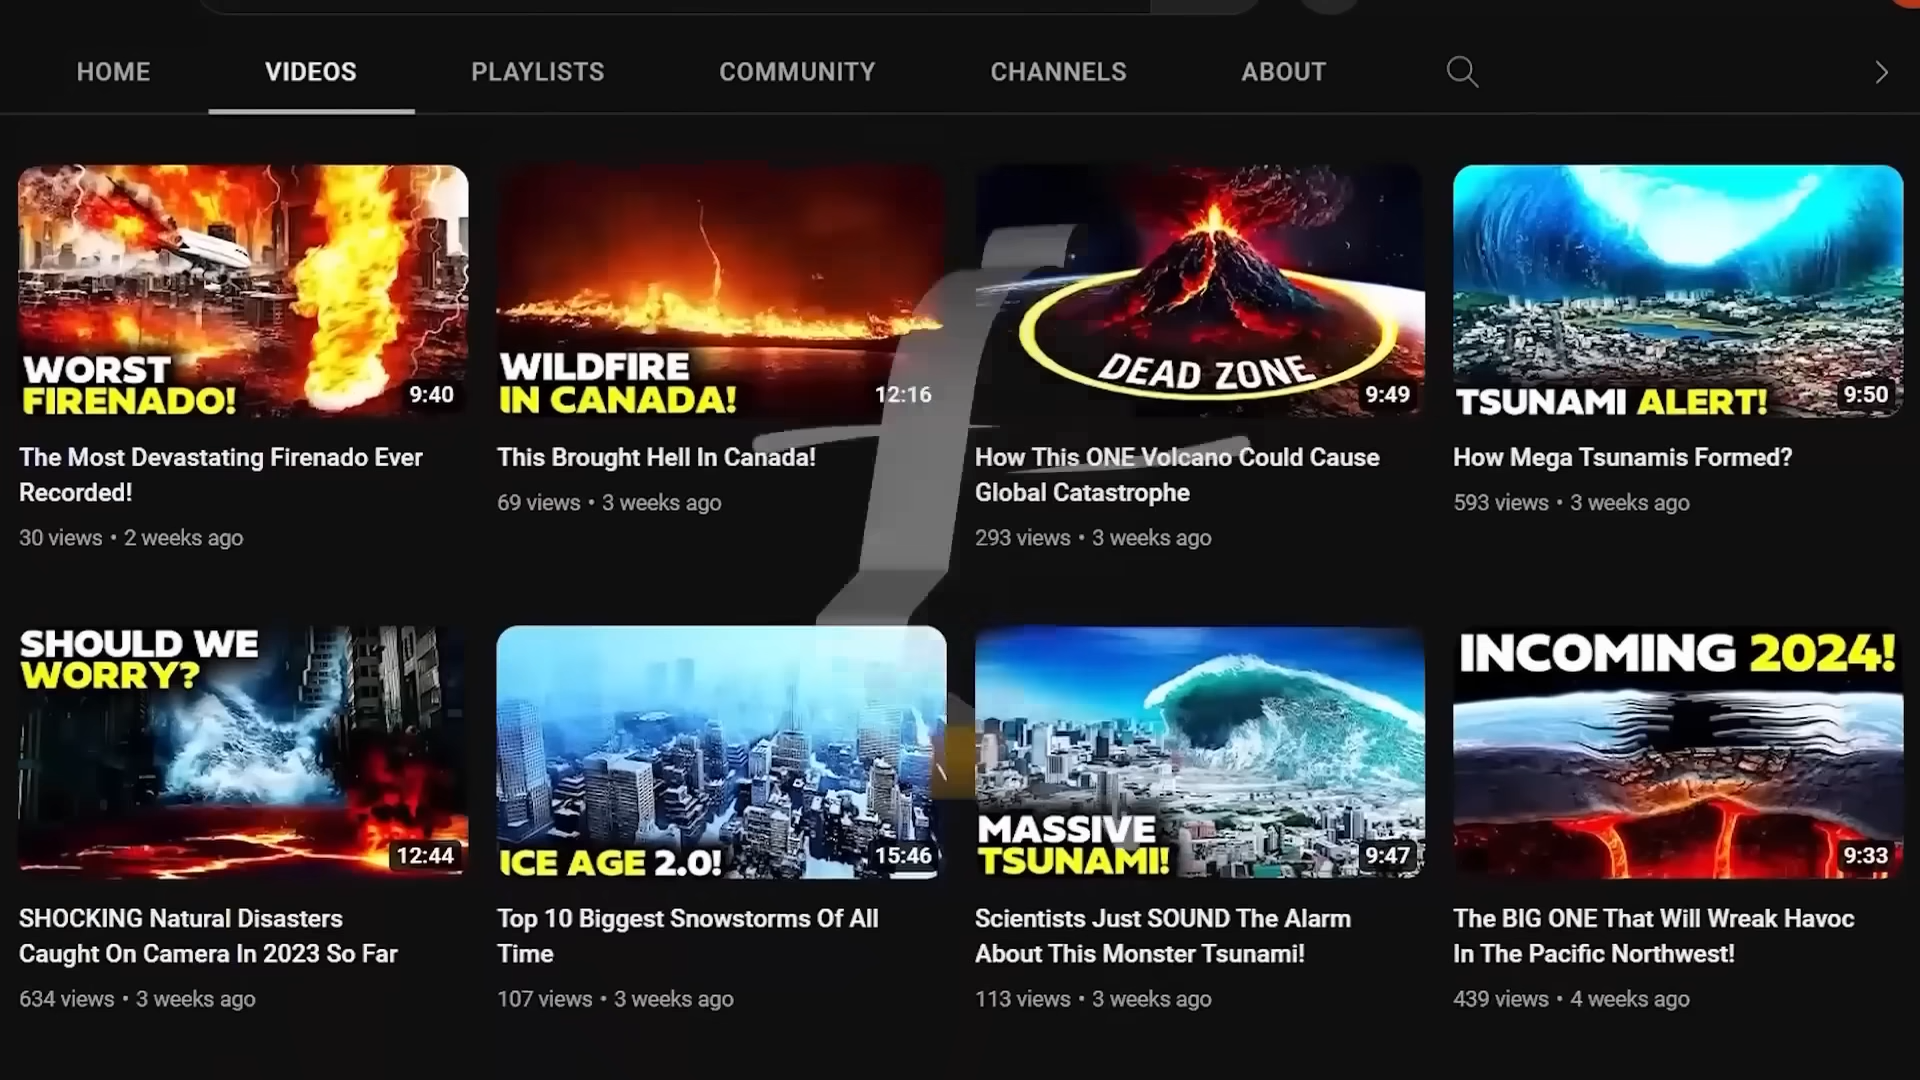 HOME VIDEOS PLAYLISTS COMMUNITY CHANNELS ABOUT
WORST
FIRENADO!
9:40
The Most Devastating Firenado Ever
Recorded!
30 views • 2 weeks ago
WILDFIRE
IN CANADA!
12:16
This Brought Hell In Canada!
69 views • 3 weeks ago
DEAD ZONE
9:49
How This ONE Volcano Could Cause
Global Catastrophe
293 views • 3 weeks ago
TSUNAMI ALERT!
9:50
How Mega Tsunamis Formed?
593 views • 3 weeks ago
SHOULD WE
WORRY?
12:44
SHOCKING Natural Disasters
Caught On Camera In 2023 So Far
634 views • 3 weeks ago
ICE AGE 2.0!
15:46
Top 10 Biggest Snowstorms Of All
Time
107 views • 3 weeks ago
MASSIVE
TSUNAMI!
9:47
Scientists Just SOUND The Alarm
About This Monster Tsunami!
113 views • 3 weeks ago
INCOMING 2024!
9:33
The BIG ONE That Will Wreak Havoc
In The Pacific Northwest!
439 views • 4 weeks ago